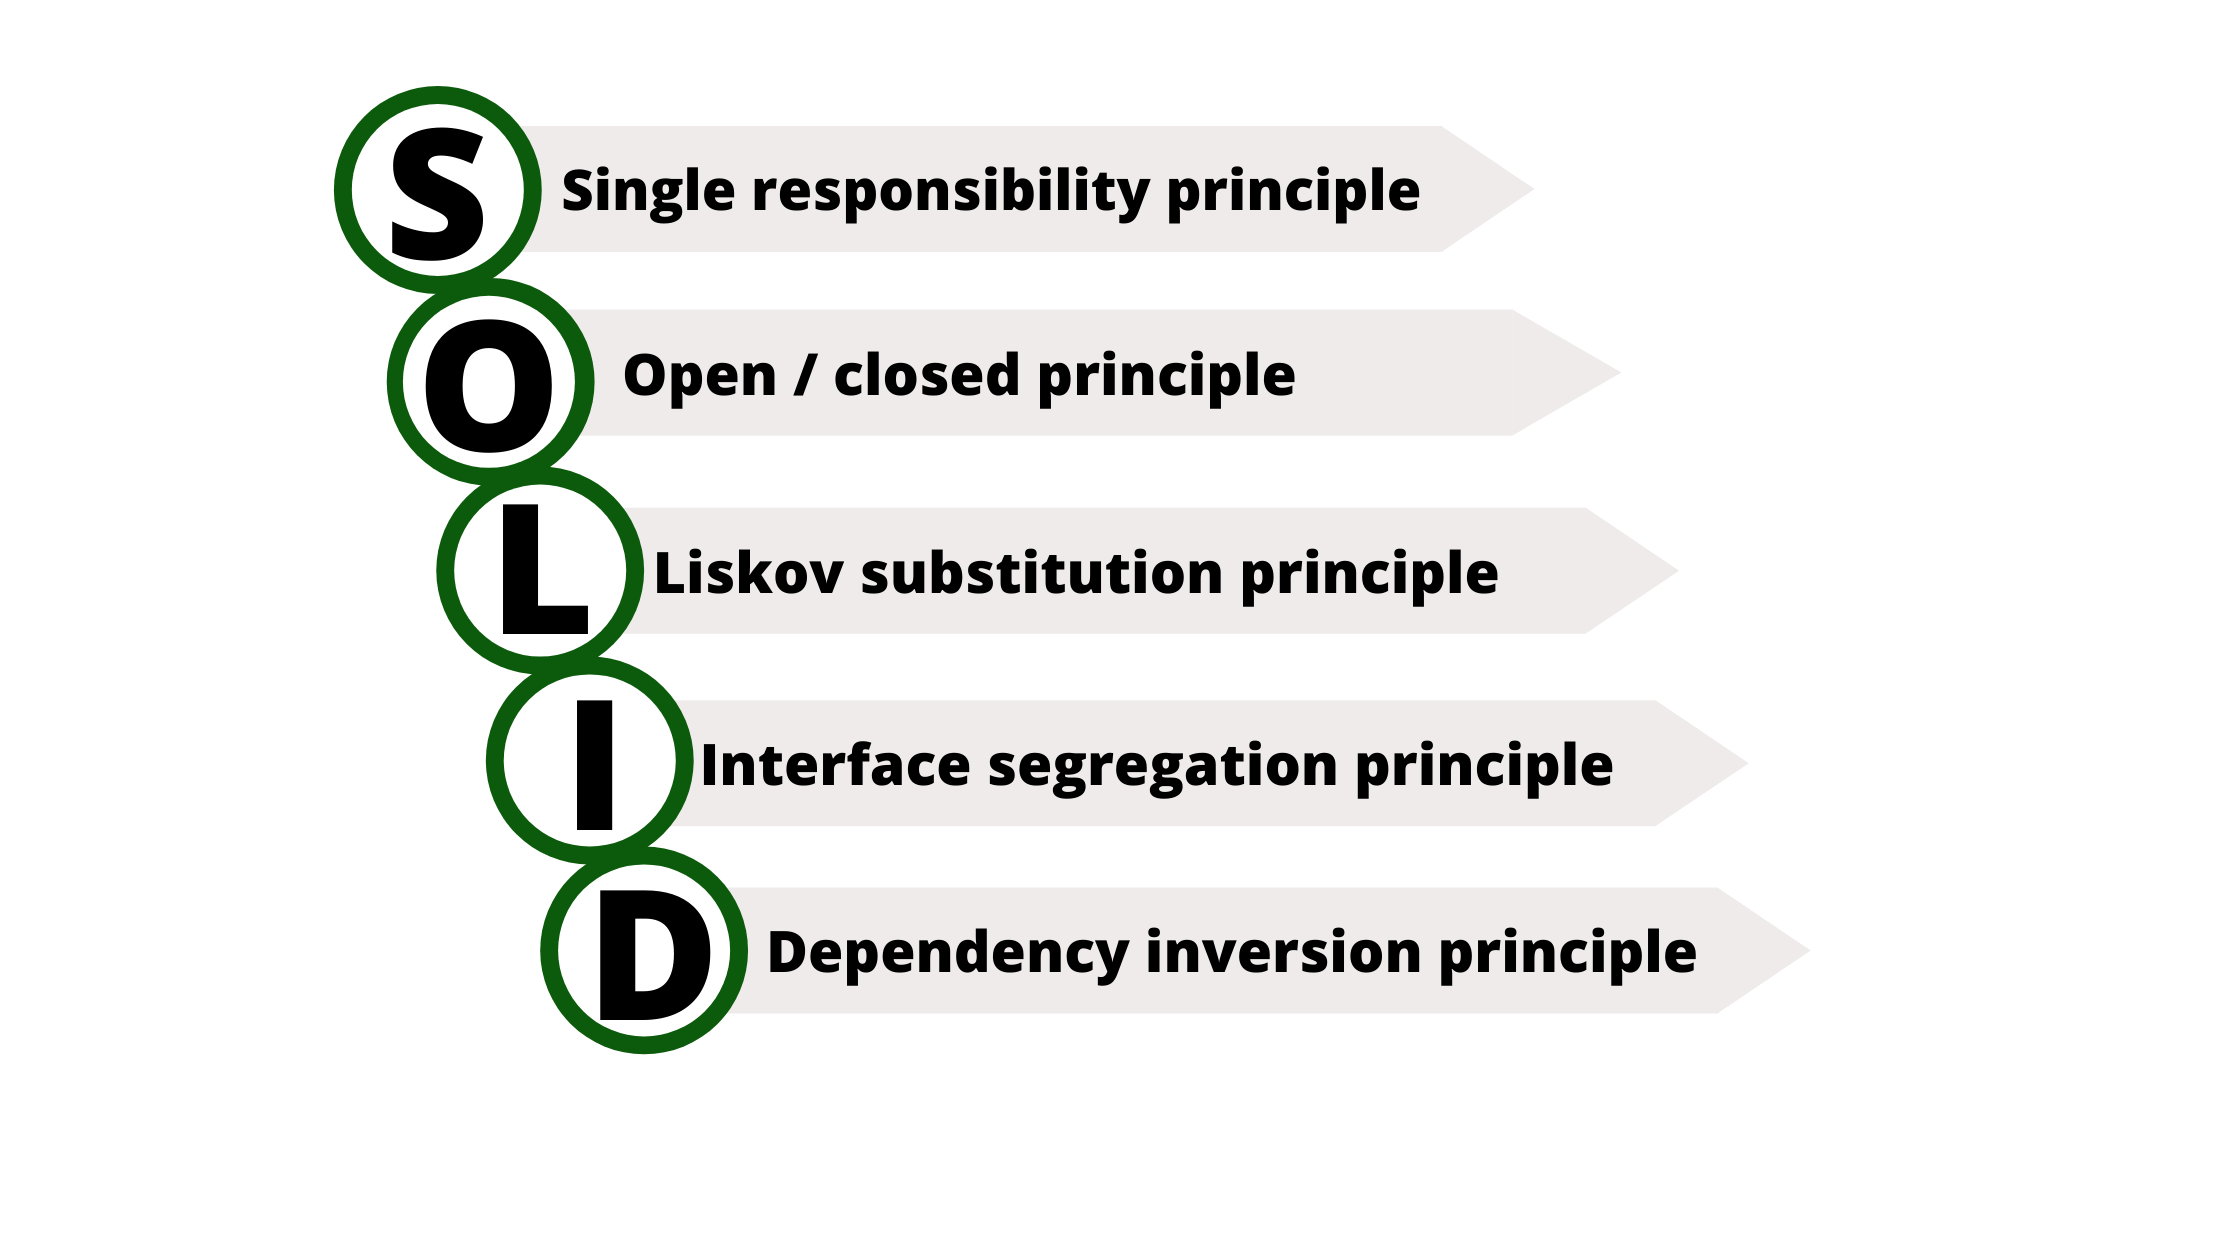 S
Single responsibility principle
O
Open / closed principle
L
Liskov substitution principle
I
Interface segregation principle
D
Dependency inversion principle